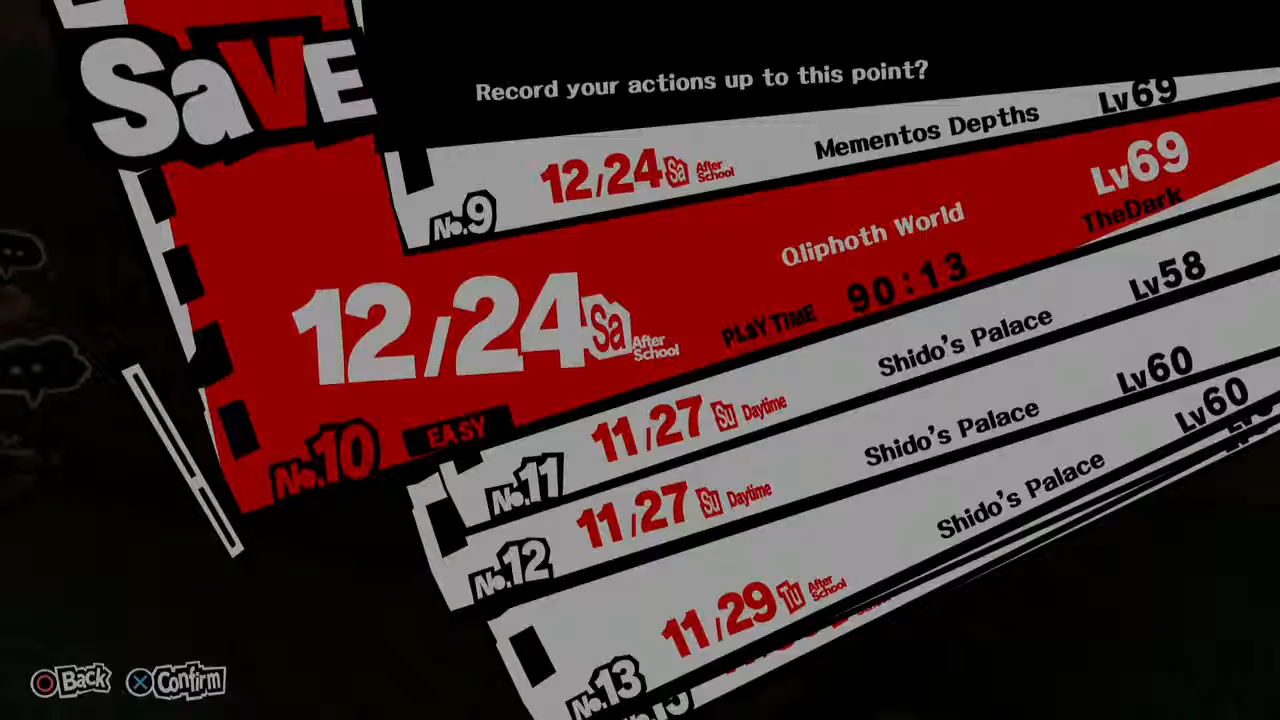 SaVE
Record your actions up to this point?
No.9 12/24 Sa After School Mementos Depths Lv69
No.10 12/24 Sa After School Qliphoth World Lv69
EASY PLAY TIME 90:13 TheDark
No.11 11/27 Su Daytime Shido's Palace Lv58
No.12 11/27 Su Daytime Shido's Palace Lv60
No.13 11/29 Tu After School Shido's Palace Lv60
Back Confirm